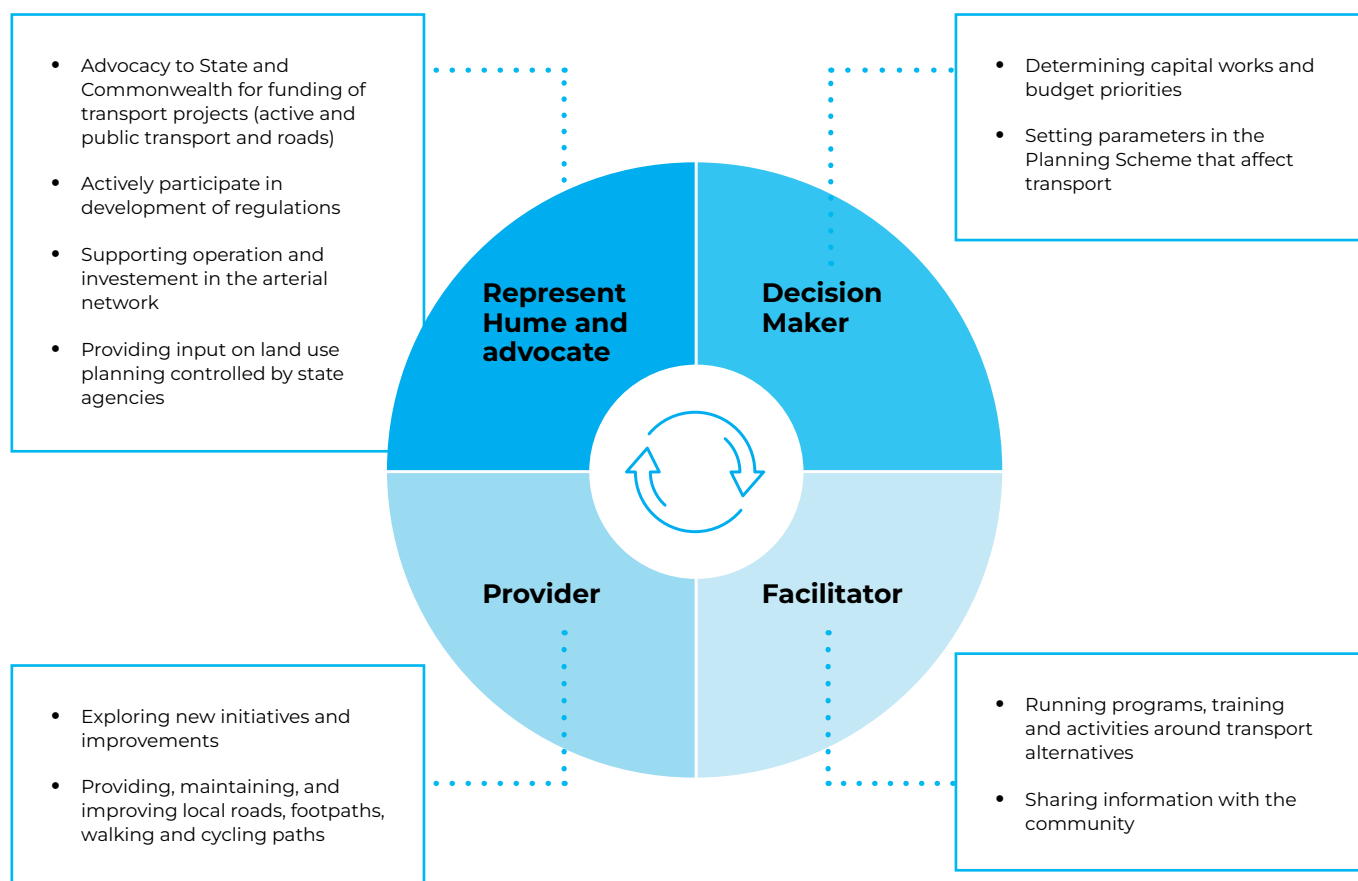 • Advocacy to State and
Commonwealth for funding of
transport projects (active and
public transport and roads)
• Actively participate in
development of regulations
• Supporting operation and
investement in the arterial
network
• Providing input on land use
planning controlled by state
agencies
• Determining capital works and
budget priorities
• Setting parameters in the
Planning Scheme that affect
transport
Represent
Hume and
advocate
Decision
Maker
Provider
Facilitator
• Exploring new initiatives and
improvements
• Providing, maintaining, and
improving local roads, footpaths,
walking and cycling paths
• Running programs, training
and activities around transport
alternatives
• Sharing information with the
community